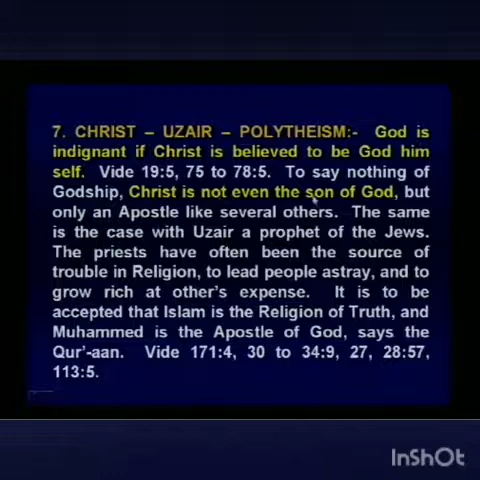 7. CHRIST – UZAIR – POLYTHEISM:- God is
indignant if Christ is believed to be God him
self. Vide 19:5, 75 to 78:5. To say nothing of
Godship, Christ is not even the son of God, but
only an Apostle like several others. The same
is the case with Uzair a prophet of the Jews.
The priests have often been the source of
trouble in Religion, to lead people astray, and to
grow rich at other's expense. It is to be
accepted that Islam is the Religion of Truth, and
Muhammed is the Apostle of God, says the
Qur'-aan. Vide 171:4, 30 to 34:9, 27, 28:57,
113:5.
InShOt